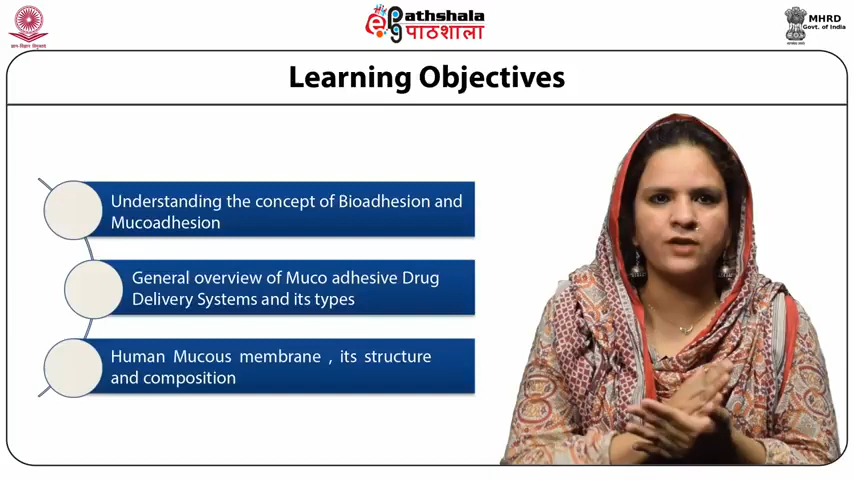 Pathshala
पाठशाला
MHRD
Govt. of India
Learning Objectives
Understanding the concept of Bioadhesion and
Mucoadhesion
General overview of Muco adhesive Drug
Delivery Systems and its types
Human Mucous membrane , its structure
and composition